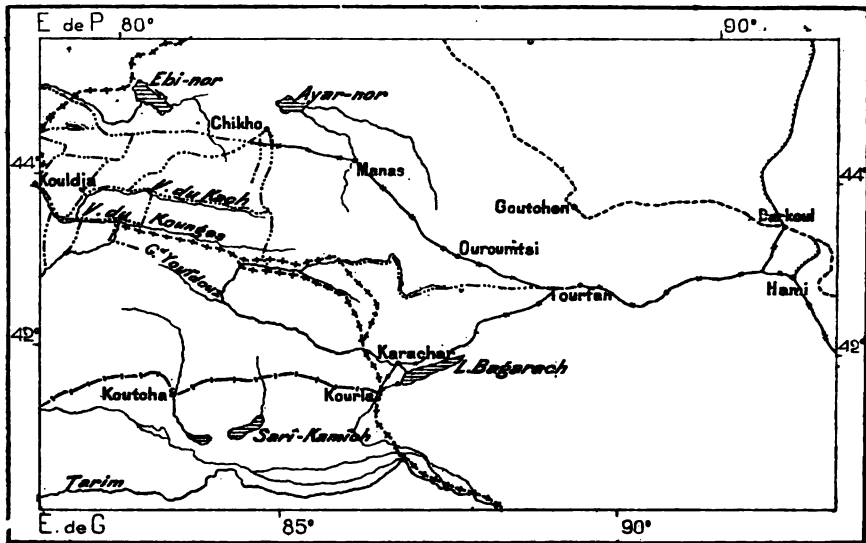 E. de P. 80° 90°
Ebi-nor
Ayar-nor
Chikho
44° 44°
Manas
Kouldja
V. du Kach
Goutchen
V. du Koungès
Barkoul
Ouroumtsi
Gd Youldouz
Tourfan
Hami
42° 42°
Karachar
L. Bagarach
Koutcha
Kourla
Sari-Kamich
Tarim
E. de G. 85° 90°